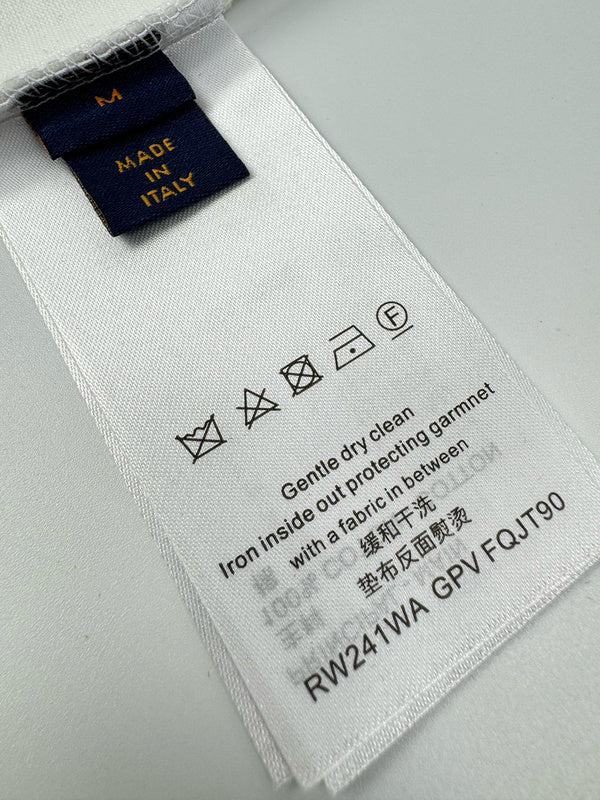 M
MADE
IN
ITALY
F
Gentle dry clean
Iron inside out protecting garmnet
with a fabric in between
缓和干洗
垫布反面熨烫
RW241WA GPV FQJT90